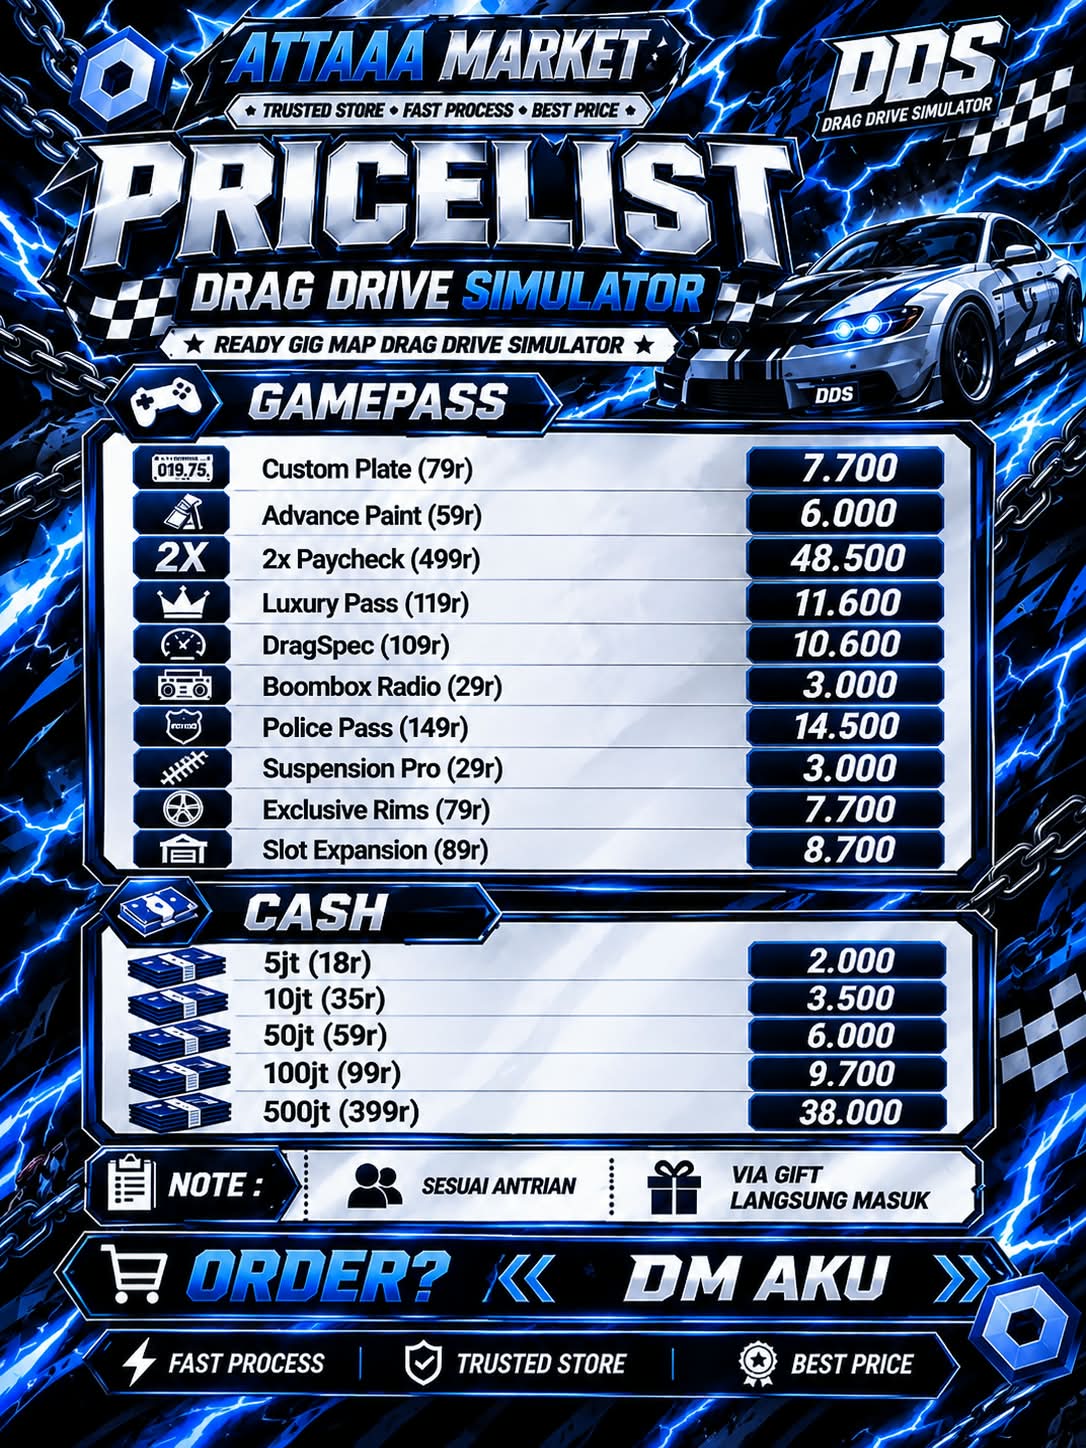 ATTAAA MARKET
TRUSTED STORE • FAST PROCESS • BEST PRICE
DDS
DRAG DRIVE SIMULATOR
PRICELIST
DRAG DRIVE SIMULATOR
★ READY GIG MAP DRAG DRIVE SIMULATOR ★
DDS
GAMEPASS
019.75 Custom Plate (79r) 7.700
Advance Paint (59r) 6.000
2X 2x Paycheck (499r) 48.500
Luxury Pass (119r) 11.600
DragSpec (109r) 10.600
Boombox Radio (29r) 3.000
Police Pass (149r) 14.500
Suspension Pro (29r) 3.000
Exclusive Rims (79r) 7.700
Slot Expansion (89r) 8.700
CASH
5jt (18r) 2.000
10jt (35r) 3.500
50jt (59r) 6.000
100jt (99r) 9.700
500jt (399r) 38.000
NOTE :
SESUAI ANTRIAN
VIA GIFT
LANGSUNG MASUK
ORDER? DM AKU
FAST PROCESS
TRUSTED STORE
BEST PRICE